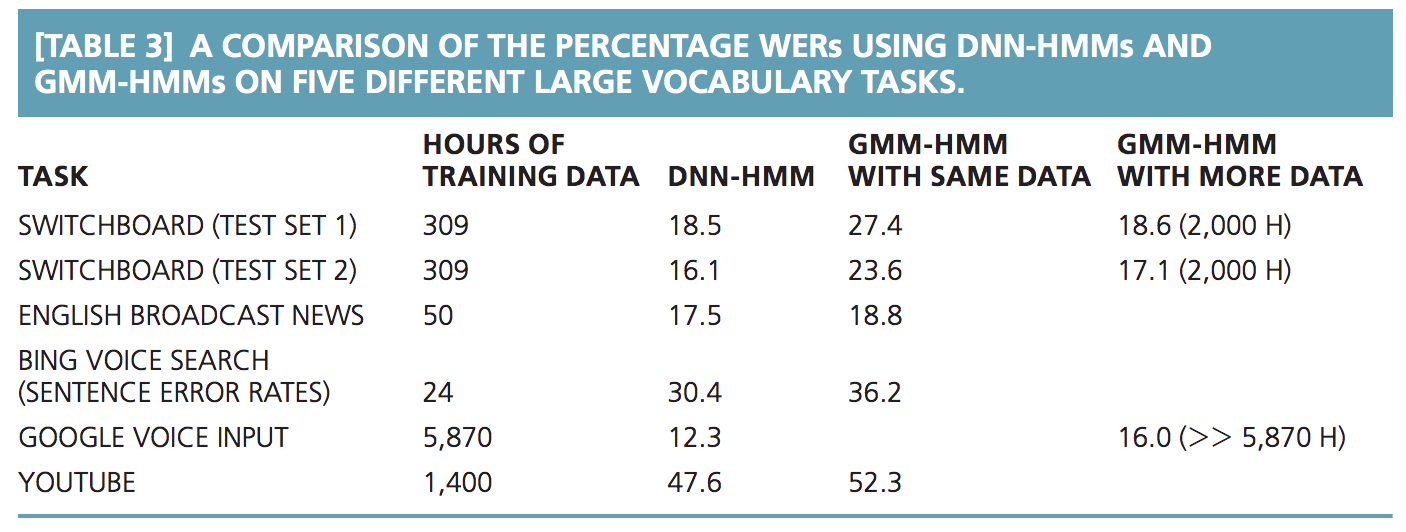 [TABLE 3] A COMPARISON OF THE PERCENTAGE WERs USING DNN-HMMs AND
GMM-HMMs ON FIVE DIFFERENT LARGE VOCABULARY TASKS.
HOURS OF GMM-HMM GMM-HMM
TASK TRAINING DATA DNN-HMM WITH SAME DATA WITH MORE DATA
SWITCHBOARD (TEST SET 1) 309 18.5 27.4 18.6 (2,000 H)
SWITCHBOARD (TEST SET 2) 309 16.1 23.6 17.1 (2,000 H)
ENGLISH BROADCAST NEWS 50 17.5 18.8
BING VOICE SEARCH
(SENTENCE ERROR RATES) 24 30.4 36.2
GOOGLE VOICE INPUT 5,870 12.3 16.0 (>> 5,870 H)
YOUTUBE 1,400 47.6 52.3